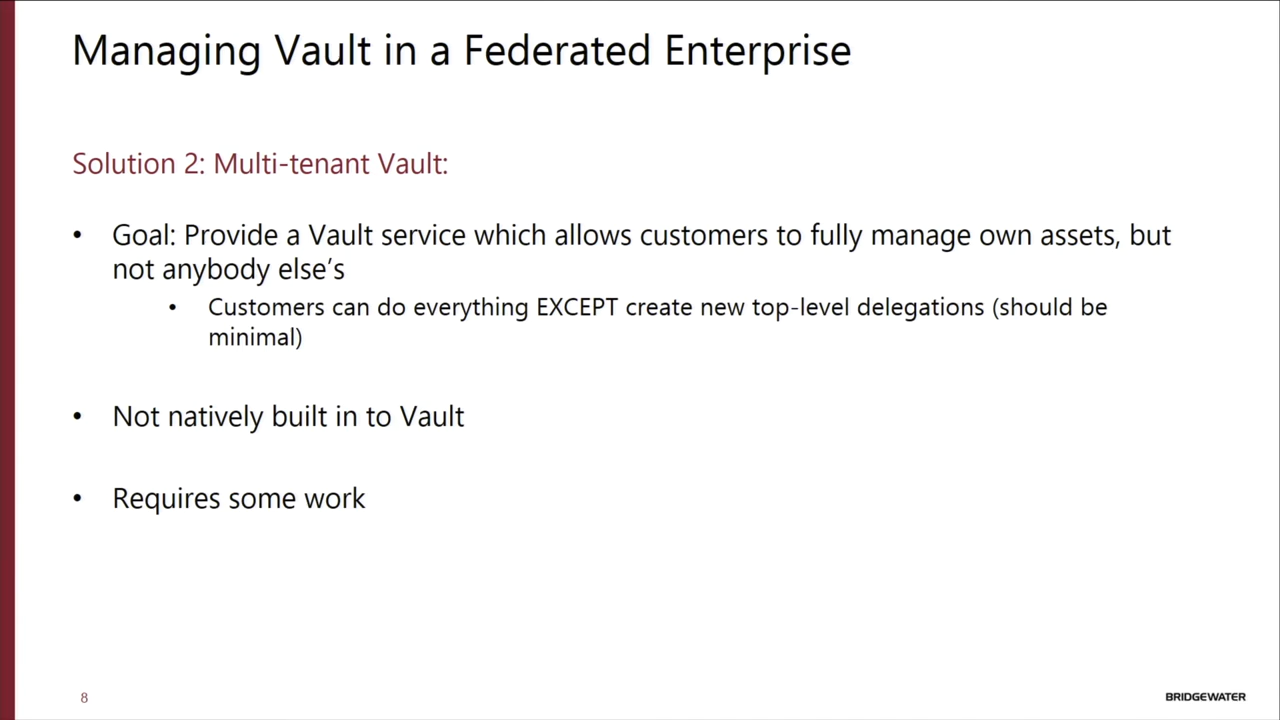 Managing Vault in a Federated Enterprise
Solution 2: Multi-tenant Vault:
• Goal: Provide a Vault service which allows customers to fully manage own assets, but
not anybody else’s
• Customers can do everything EXCEPT create new top-level delegations (should be
minimal)
• Not natively built in to Vault
• Requires some work
8
BRIDGEWATER